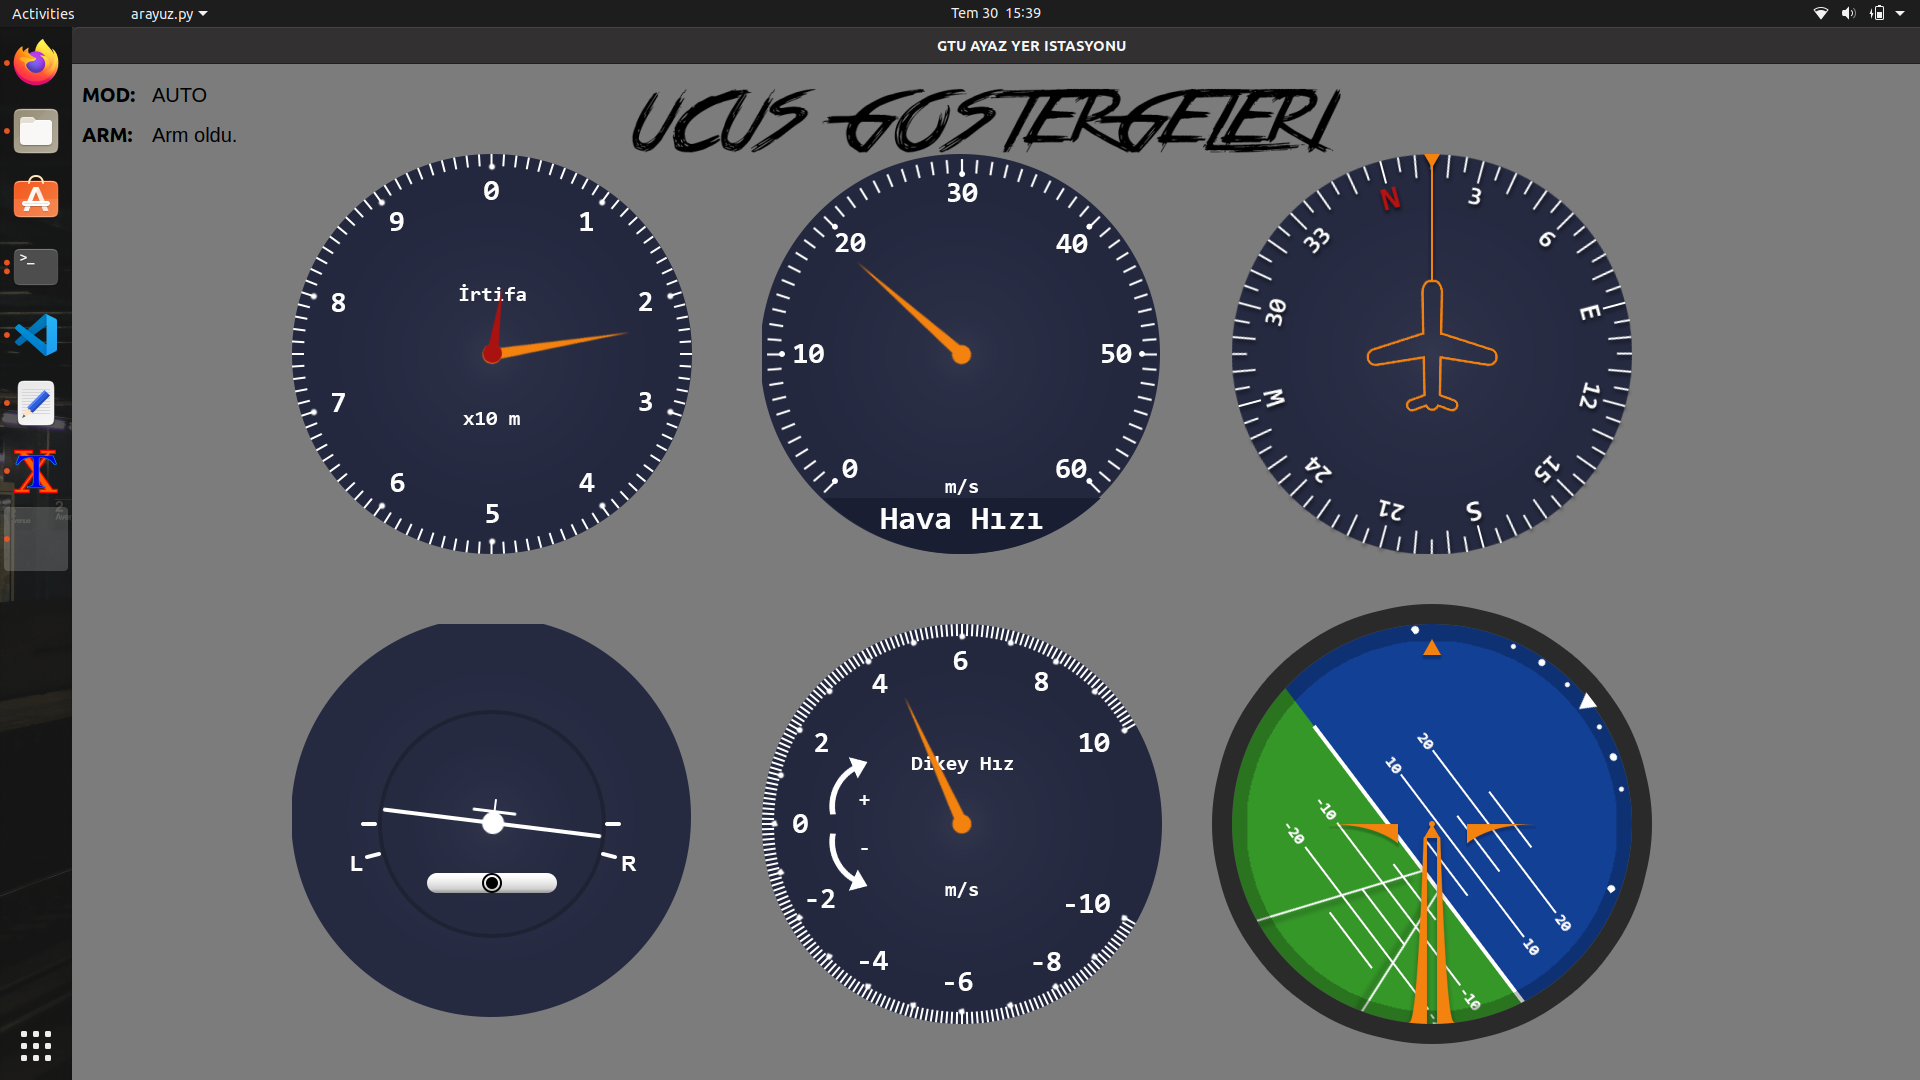 Activities
arayuz.py
Tem 30 15:39
GTU AYAZ YER ISTASYONU
MOD: AUTO
ARM: Arm oldu.
UCUS GOSTERGELERI
0
1
2
3
4
5
6
7
8
9
İrtifa
x10 m
0
10
20
30
40
50
60
m/s
Hava Hızı
N
3
6
E
12
15
S
21
24
W
30
33
L
R
6
8
10
4
2
0
-2
-4
-6
-8
-10
Dikey Hız
+
-
m/s
20
10
-10
-20
20
10
-10